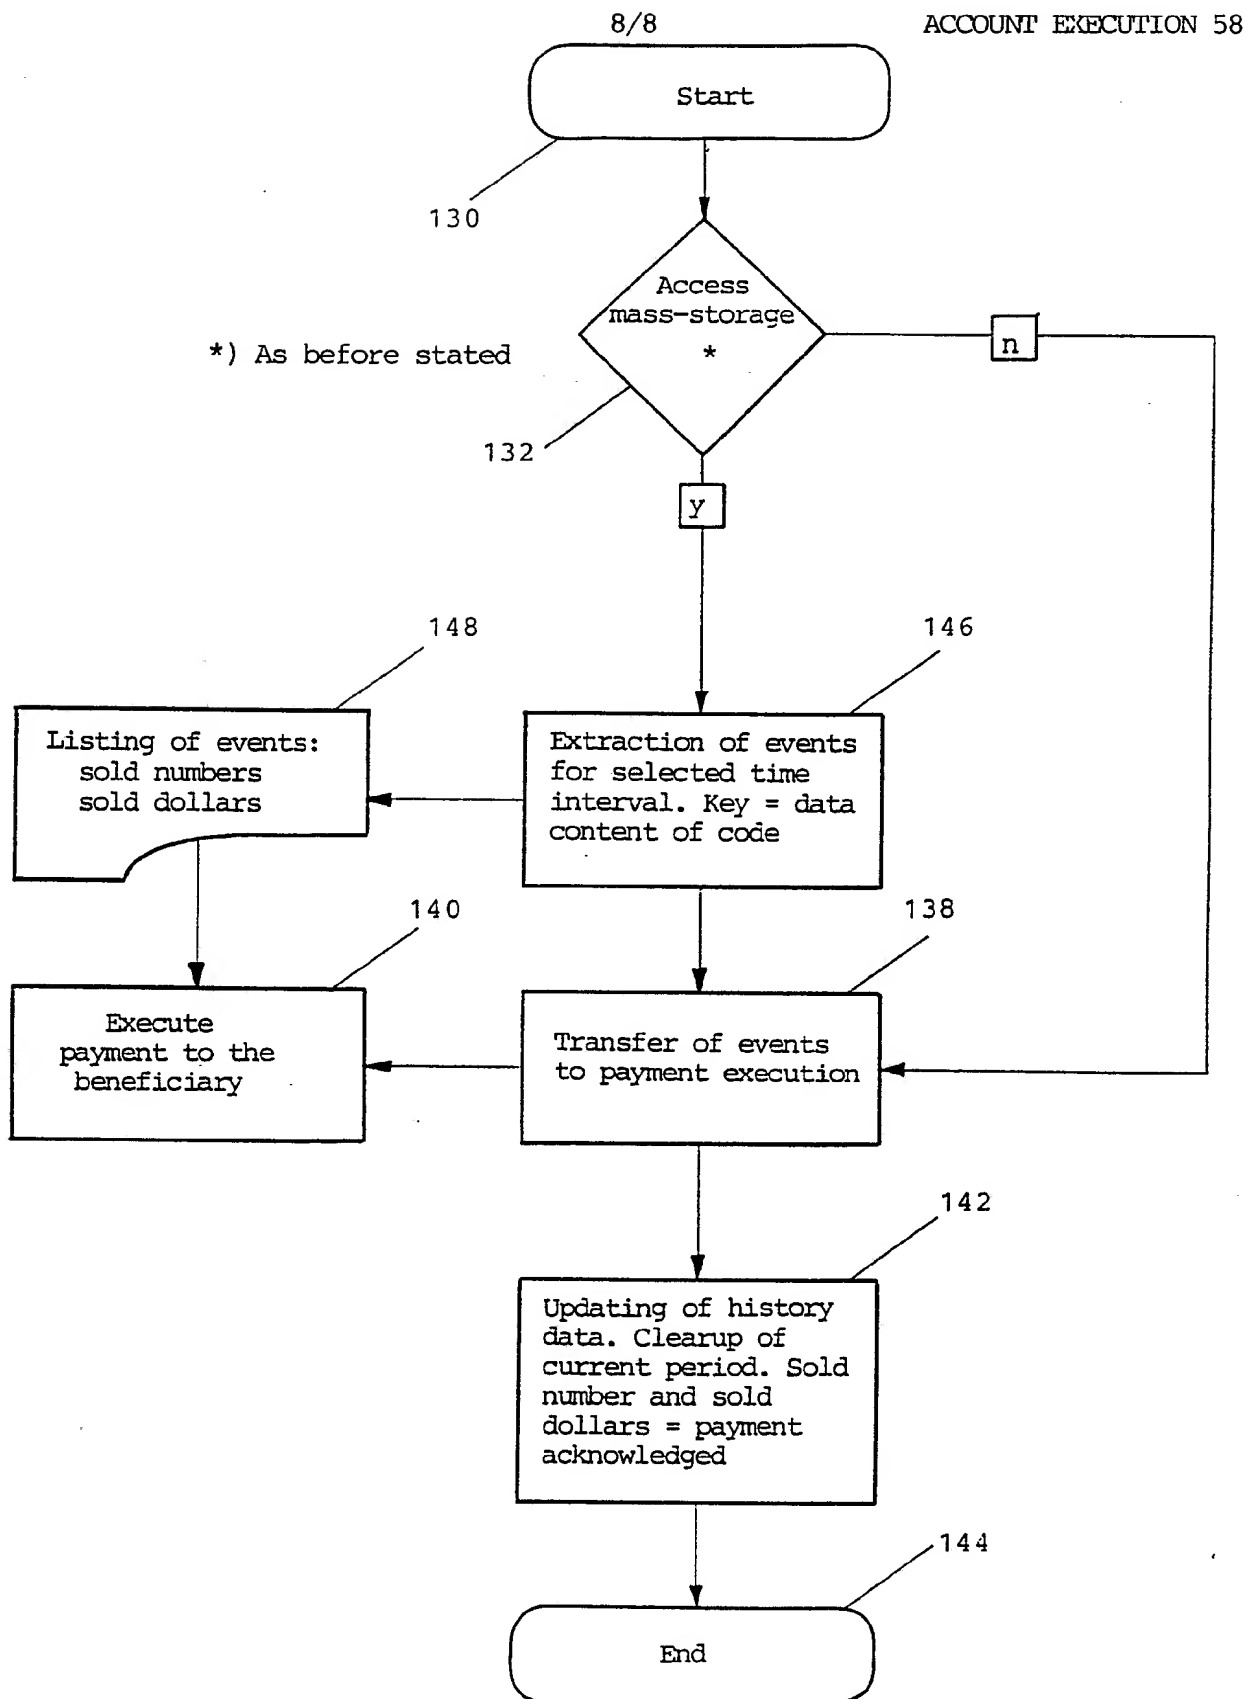 8/8
ACCOUNT EXECUTION 58
Start
130
Access
mass-storage
*
*) As before stated
n
132
y
148
146
Listing of events:
sold numbers
sold dollars
Extraction of events
for selected time
interval. Key = data
content of code
140
138
Execute
payment to the
beneficiary
Transfer of events
to payment execution
142
Updating of history
data. Clearup of
current period. Sold
number and sold
dollars = payment
acknowledged
144
End